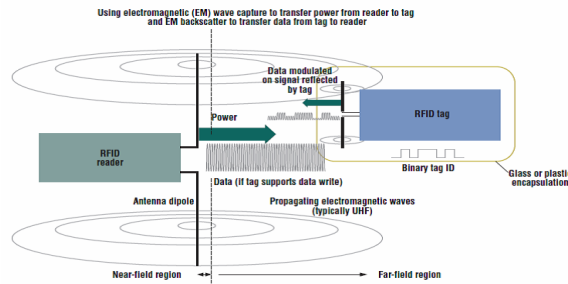 Using electromagnetic (EM) wave capture to transfer power from reader to tag
and EM backscatter to transfer data from tag to reader
Data modulated
on signal reflected
by tag
Power
RFID tag
RFID
reader
Binary tag ID
Glass or plastic
encapsulation
Data (if tag supports data write)
Antenna dipole
Propagating electromagnetic waves
(typically UHF)
Near-field region
Far-field region